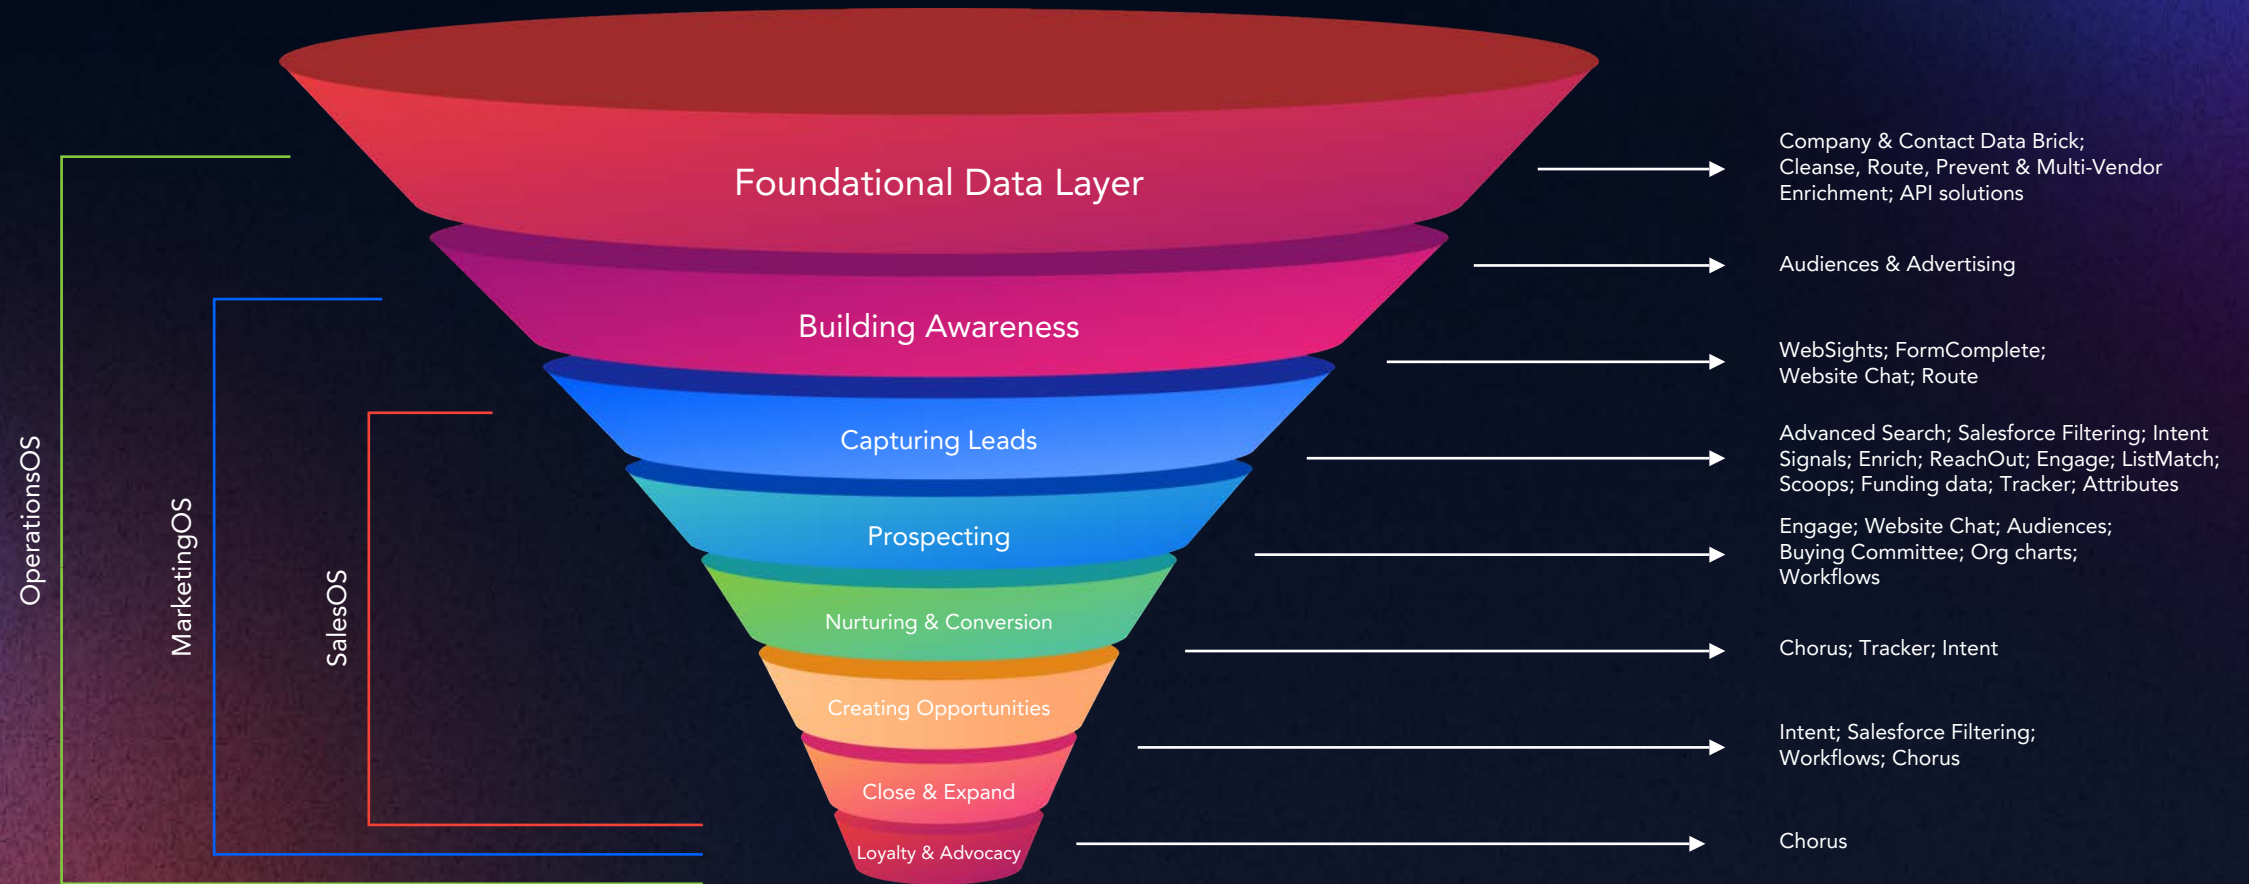 OperationsOS
MarketingOS
SalesOS
Foundational Data Layer
Building Awareness
Capturing Leads
Prospecting
Nurturing & Conversion
Creating Opportunities
Close & Expand
Loyalty & Advocacy
Company & Contact Data Brick;
Cleanse, Route, Prevent & Multi-Vendor
Enrichment; API solutions
Audiences & Advertising
WebSights; FormComplete;
Website Chat; Route
Advanced Search; Salesforce Filtering; Intent
Signals; Enrich; ReachOut; Engage; ListMatch;
Scoops; Funding data; Tracker; Attributes
Engage; Website Chat; Audiences;
Buying Committee; Org charts;
Workflows
Chorus; Tracker; Intent
Intent; Salesforce Filtering;
Workflows; Chorus
Chorus